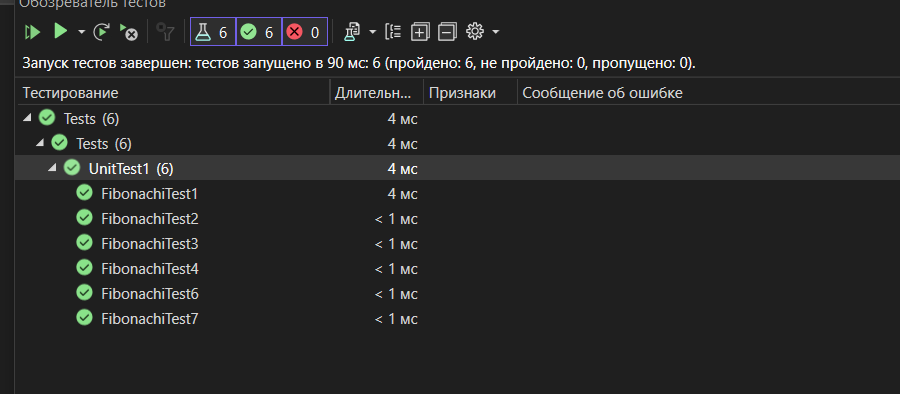 Обозреватель тестов
6 6 0
Запуск тестов завершен: тестов запущено в 90 мс: 6 (пройдено: 6, не пройдено: 0, пропущено: 0).
Тестирование Длительн... Признаки Сообщение об ошибке
Tests (6) 4 мс
Tests (6) 4 мс
UnitTest1 (6) 4 мс
FibonachiTest1 4 мс
FibonachiTest2 < 1 мс
FibonachiTest3 < 1 мс
FibonachiTest4 < 1 мс
FibonachiTest6 < 1 мс
FibonachiTest7 < 1 мс